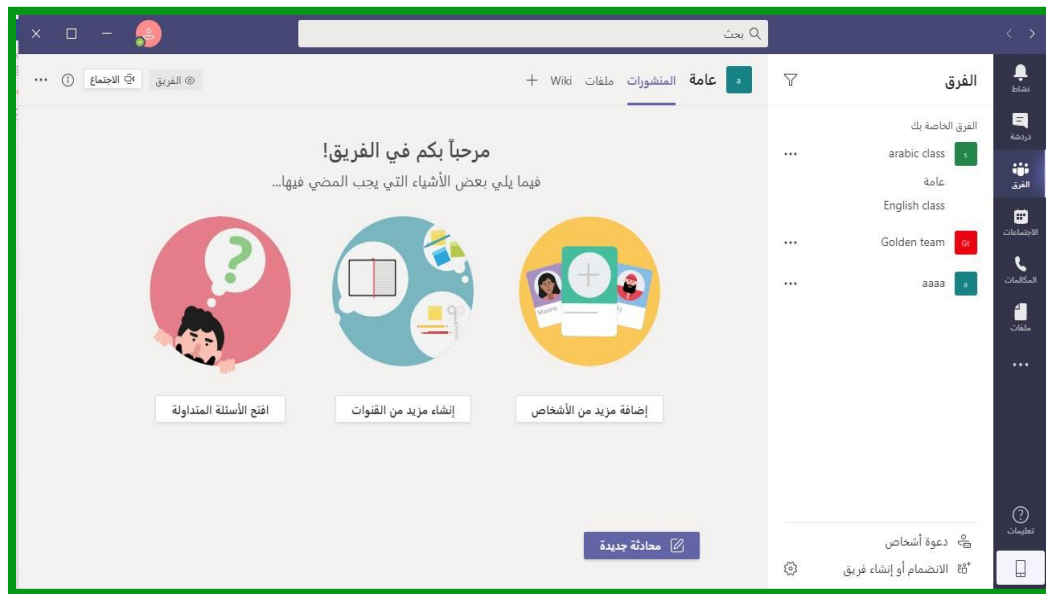 بحث
نشاط
دردشة
الفرق
الاجتماعات
المكالمات
ملفات
تعليمات
الفرق
الفرق الخاصة بك
s arabic class
عامة
English class
Gt Golden team
a aaaa
دعوة أشخاص
الانضمام أو إنشاء فريق
a عامة المنشورات ملفات Wiki +
الفريق الاجتماع
مرحباً بكم في الفريق!
فيما يلي بعض الأشياء التي يجب المضي فيها...
Maxine
إضافة مزيد من الأشخاص
إنشاء مزيد من القنوات
افتح الأسئلة المتداولة
محادثة جديدة